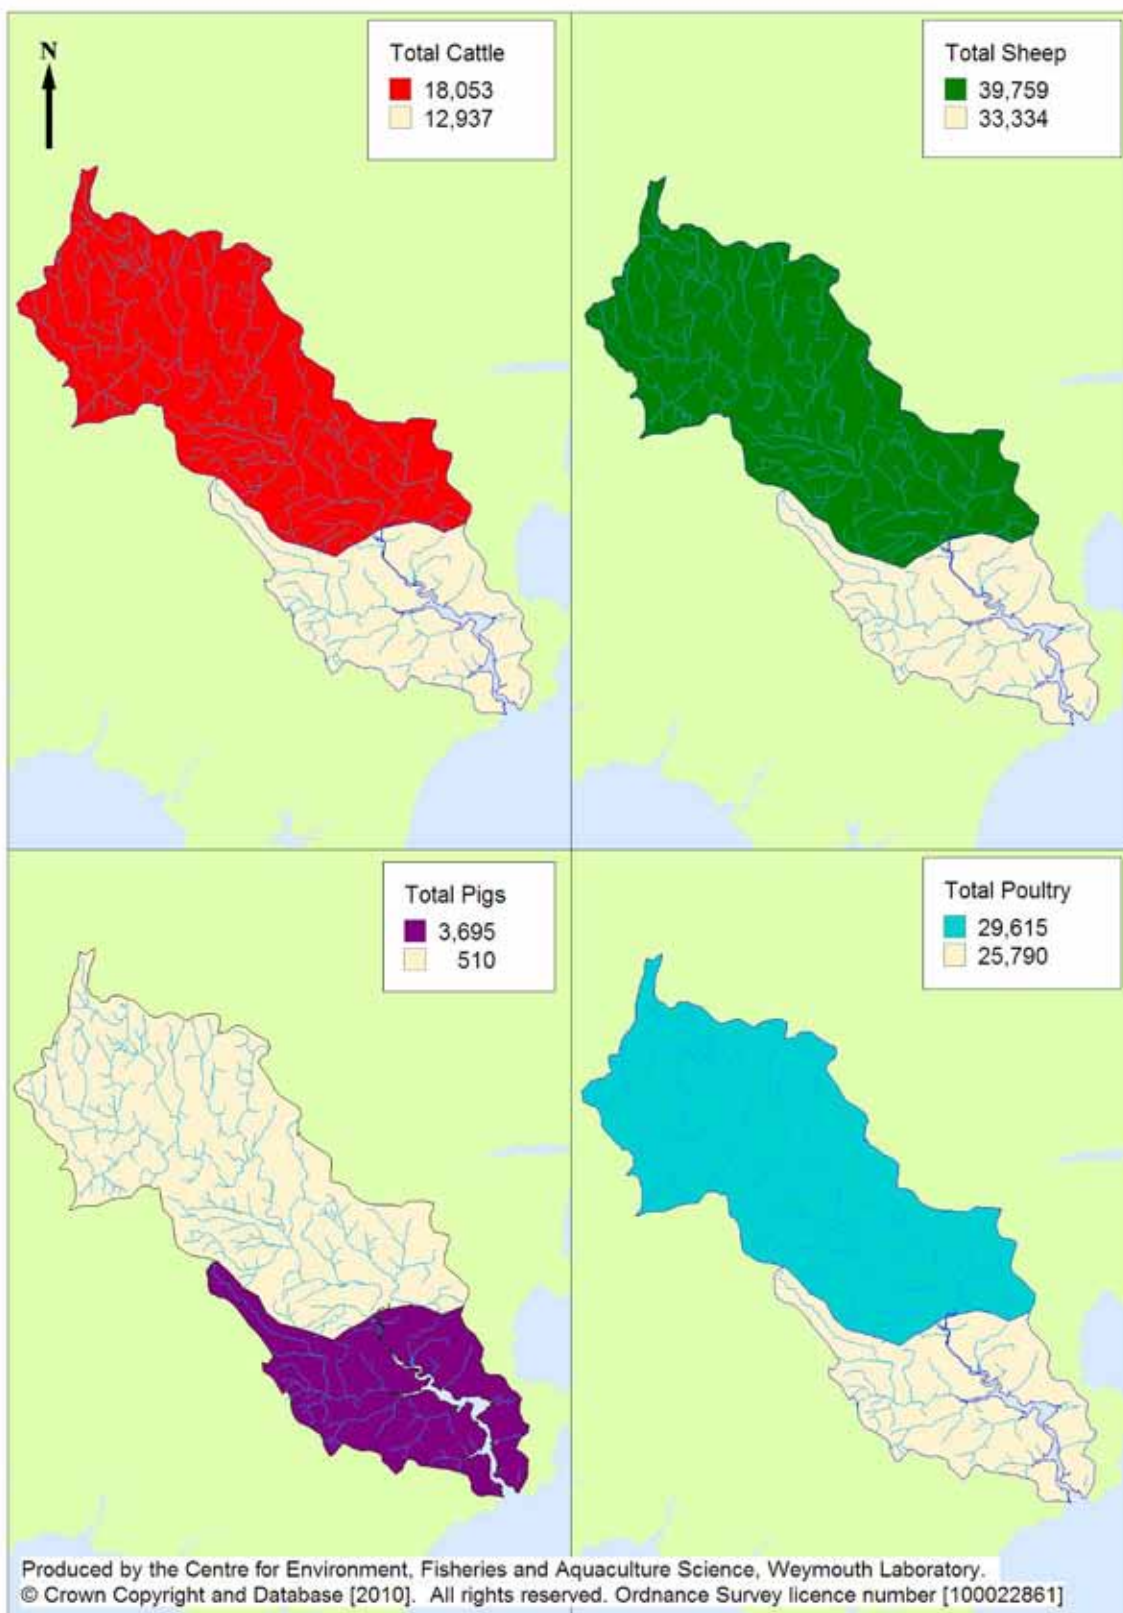 N
Total Cattle
18,053
12,937
Total Sheep
39,759
33,334
Total Pigs
3,695
510
Total Poultry
29,615
25,790
Produced by the Centre for Environment, Fisheries and Aquaculture Science, Weymouth Laboratory.
© Crown Copyright and Database [2010]. All rights reserved. Ordnance Survey licence number [100022861]